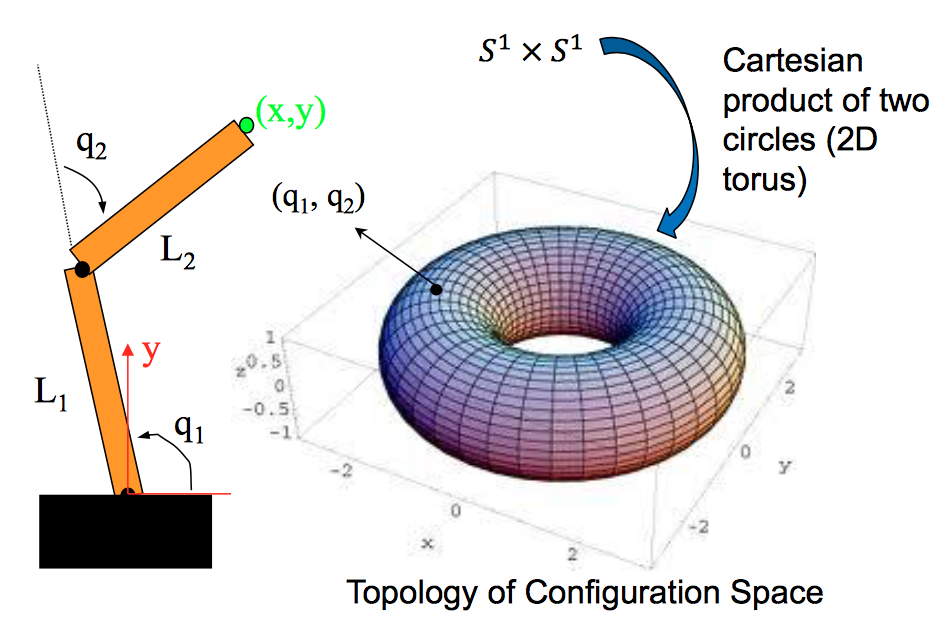 S¹ × S¹
Cartesian
product of two
circles (2D
torus)
(x,y)
q₂
(q₁, q₂)
L₂
y
L₁
q₁
1
z 0.5
0
-0.5
-1
-2
0
2
x
2
0
-2
y
Topology of Configuration Space